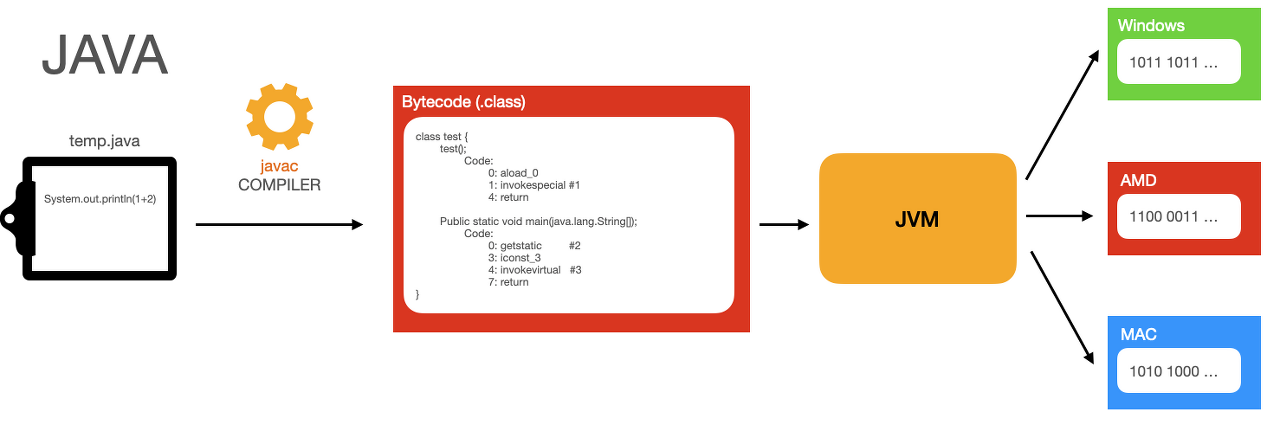 JAVA
temp.java
System.out.println(1+2)
javac
COMPILER
Bytecode (.class)
class test {
test();
Code:
0: aload_0
1: invokespecial #1
4: return
Public static void main(java.lang.String[]);
Code:
0: getstatic #2
3: iconst_3
4: invokevirtual #3
7: return
}
JVM
Windows
1011 1011 ...
AMD
1100 0011 ...
MAC
1010 1000 ...